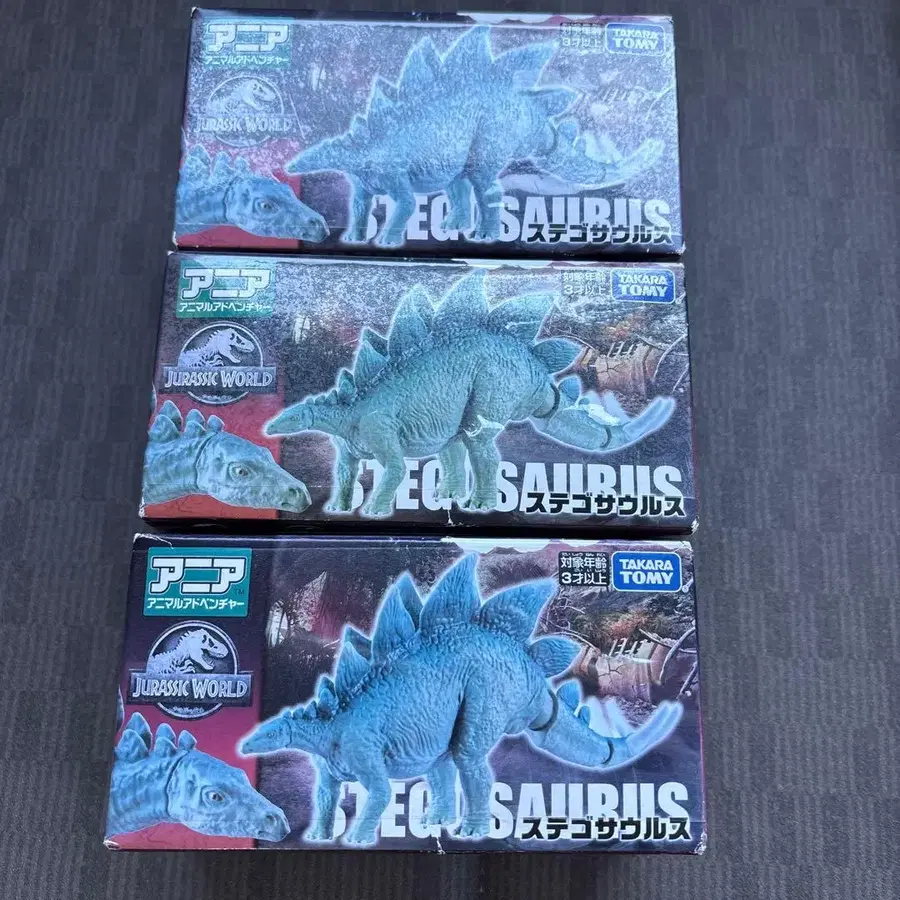 アニア
アニマルアドベンチャー
対象年齢
3才以上
TAKARA
TOMY
JURASSIC WORLD
STEGOSAURUS
ステゴサウルス
アニア
アニマルアドベンチャー
対象年齢
3才以上
TAKARA
TOMY
JURASSIC WORLD
STEGOSAURUS
ステゴサウルス
アニア
アニマルアドベンチャー
対象年齢
3才以上
TAKARA
TOMY
JURASSIC WORLD
STEGOSAURUS
ステゴサウルス